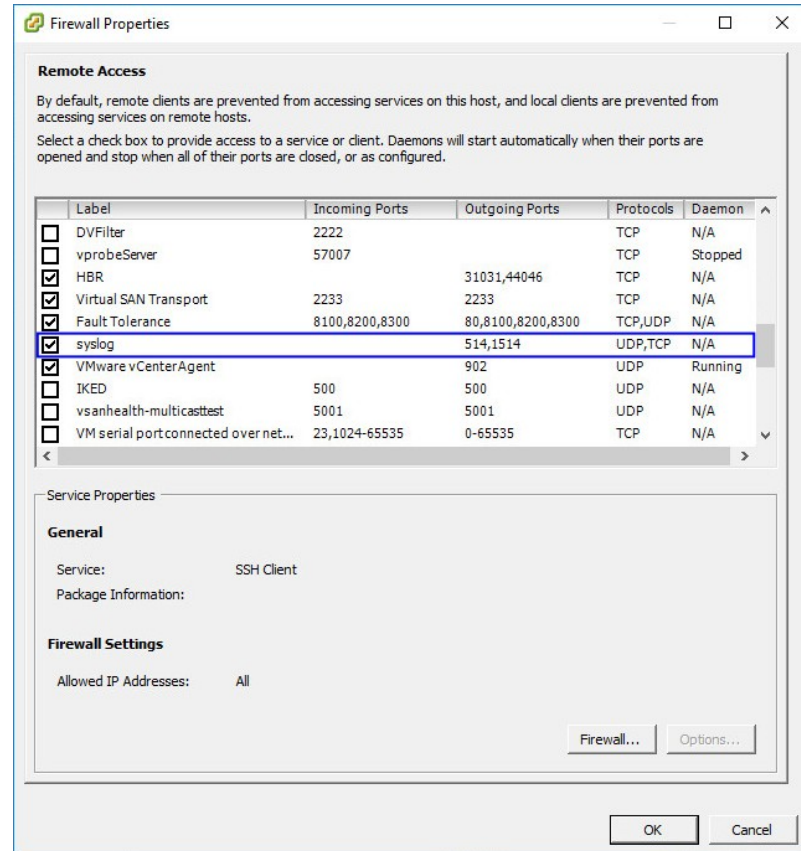 Firewall Properties
Remote Access
By default, remote clients are prevented from accessing services on this host, and local clients are prevented from
accessing services on remote hosts.
Select a check box to provide access to a service or client. Daemons will start automatically when their ports are
opened and stop when all of their ports are closed, or as configured.
Label Incoming Ports Outgoing Ports Protocols Daemon
DVFilter 2222 TCP N/A
vprobeServer 57007 TCP Stopped
HBR 31031,44046 TCP N/A
Virtual SAN Transport 2233 2233 TCP N/A
Fault Tolerance 8100,8200,8300 80,8100,8200,8300 TCP,UDP N/A
syslog 514,1514 UDP,TCP N/A
VMware vCenterAgent 902 UDP Running
IKED 500 500 UDP N/A
vsanhealth-multicasttest 5001 5001 UDP N/A
VM serial port connected over net... 23,1024-65535 0-65535 TCP N/A
Service Properties
General
Service: SSH Client
Package Information:
Firewall Settings
Allowed IP Addresses: All
Firewall... Options...
OK Cancel